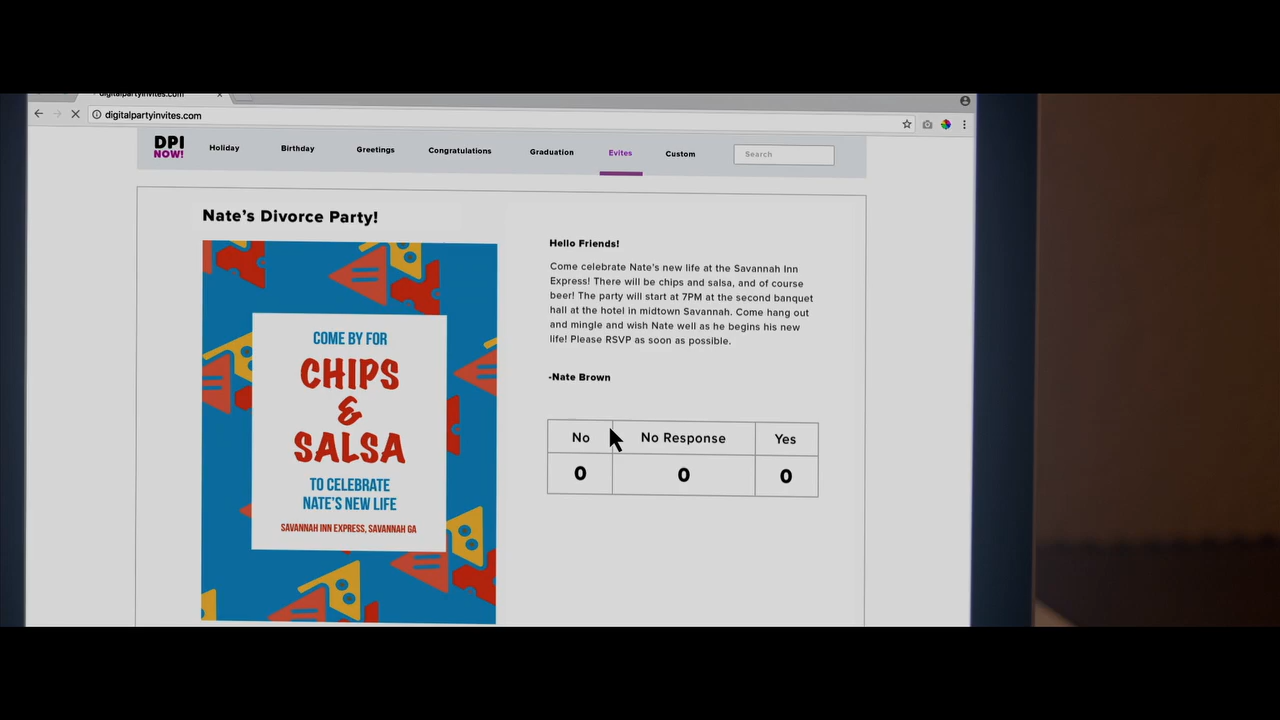 digitalpartyinvites.com
digitalpartyinvites.com
DPI
NOW!
Holiday
Birthday
Greetings
Congratulations
Graduation
Evites
Custom
Search
Nate's Divorce Party!
COME BY FOR
CHIPS
&
SALSA
TO CELEBRATE
NATE'S NEW LIFE
SAVANNAH INN EXPRESS, SAVANNAH GA
Hello Friends!
Come celebrate Nate's new life at the Savannah Inn
Express! There will be chips and salsa, and of course
beer! The party will start at 7PM at the second banquet
hall at the hotel in midtown Savannah. Come hang out
and mingle and wish Nate well as he begins his new
life! Please RSVP as soon as possible.
-Nate Brown
No No Response Yes
0 0 0